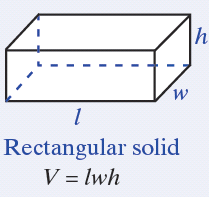 h
w
l
Rectangular solid
V = lwh